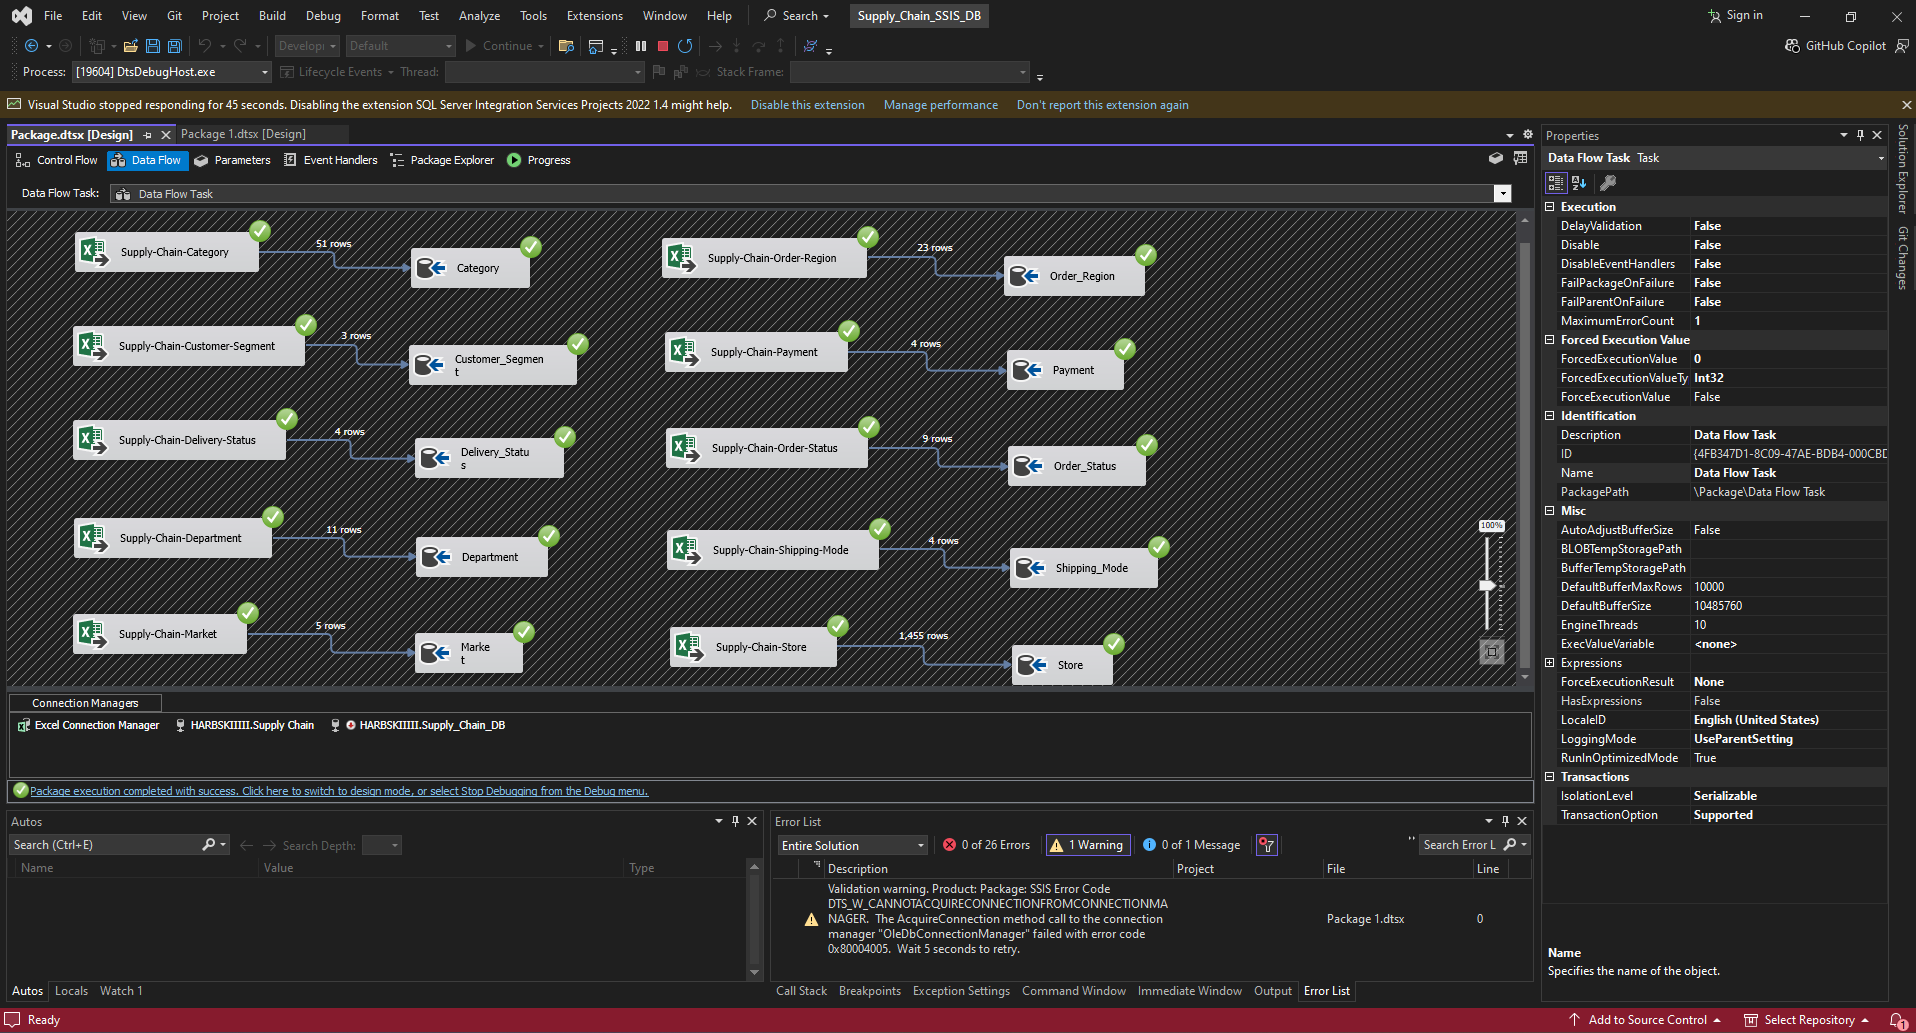 File Edit View Git Project Build Debug Format Test Analyze Tools Extensions Window Help Search Supply_Chain_SSIS_DB Sign in
Develop Default Continue GitHub Copilot
Process: [19604] DtsDebugHost.exe Lifecycle Events Thread: Stack Frame:
Visual Studio stopped responding for 45 seconds. Disabling the extension SQL Server Integration Services Projects 2022 1.4 might help. Disable this extension Manage performance Don't report this extension again
Package.dtsx [Design] Package 1.dtsx [Design]
Control Flow Data Flow Parameters Event Handlers Package Explorer Progress
Data Flow Task: Data Flow Task
Supply-Chain-Category
51 rows
Category
Supply-Chain-Order-Region
23 rows
Order_Region
Supply-Chain-Customer-Segment
3 rows
Customer_Segmen
t
Supply-Chain-Payment
4 rows
Payment
Supply-Chain-Delivery-Status
4 rows
Delivery_Statu
s
Supply-Chain-Order-Status
9 rows
Order_Status
Supply-Chain-Department
11 rows
Department
Supply-Chain-Shipping-Mode
4 rows
Shipping_Mode
Supply-Chain-Market
5 rows
Marke
t
Supply-Chain-Store
1,455 rows
Store
100%
Connection Managers
Excel Connection Manager HARBSKIIIII.Supply Chain HARBSKIIIII.Supply_Chain_DB
Package execution completed with success. Click here to switch to design mode, or select Stop Debugging from the Debug menu.
Autos
Search (Ctrl+E) Search Depth:
Name Value Type
Autos Locals Watch 1
Error List
Entire Solution 0 of 26 Errors 1 Warning 0 of 1 Message Search Error L
Description Project File Line
Validation warning. Product: Package: SSIS Error Code
DTS_W_CANNOTACQUIRECONNECTIONFROMCONNECTIONMA
NAGER. The AcquireConnection method call to the connection
manager "OleDbConnectionManager" failed with error code
0x80004005. Wait 5 seconds to retry.
Package 1.dtsx 0
Call Stack Breakpoints Exception Settings Command Window Immediate Window Output Error List
Properties
Data Flow Task Task
Execution
DelayValidation False
Disable False
DisableEventHandlers False
FailPackageOnFailure False
FailParentOnFailure False
MaximumErrorCount 1
Forced Execution Value
ForcedExecutionValue 0
ForcedExecutionValueTy Int32
ForceExecutionValue False
Identification
Description Data Flow Task
ID {4FB347D1-8C09-47AE-BDB4-000CBD
Name Data Flow Task
PackagePath \Package\Data Flow Task
Misc
AutoAdjustBufferSize False
BLOBTempStoragePath
BufferTempStoragePath
DefaultBufferMaxRows 10000
DefaultBufferSize 10485760
EngineThreads 10
ExecValueVariable <none>
Expressions
ForceExecutionResult None
HasExpressions False
LocaleID English (United States)
LoggingMode UseParentSetting
RunInOptimizedMode True
Transactions
IsolationLevel Serializable
TransactionOption Supported
Name
Specifies the name of the object.
Solution Explorer
Git Changes
Ready Add to Source Control Select Repository 1